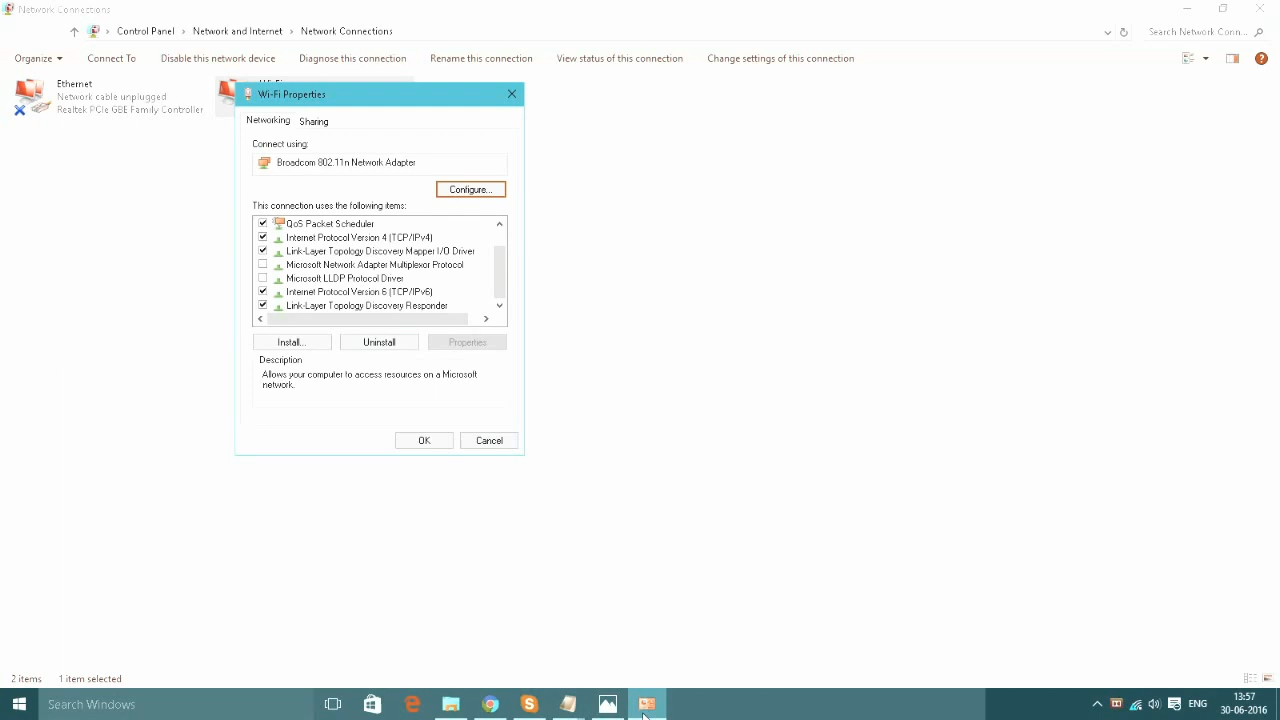 Network Connections
Control Panel
Network and Internet
Network Connections
Search Network Conn...
Organize
Connect To
Disable this network device
Diagnose this connection
Rename this connection
View status of this connection
Change settings of this connection
Ethernet
Network cable unplugged
Realtek PCIe GBE Family Controller
Wi-Fi Properties
Networking
Sharing
Connect using:
Broadcom 802.11n Network Adapter
Configure...
This connection uses the following items:
QoS Packet Scheduler
Internet Protocol Version 4 (TCP/IPv4)
Link-Layer Topology Discovery Mapper I/O Driver
Microsoft Network Adapter Multiplexor Protocol
Microsoft LLDP Protocol Driver
Internet Protocol Version 6 (TCP/IPv6)
Link-Layer Topology Discovery Responder
Install...
Uninstall
Properties
Description
Allows your computer to access resources on a Microsoft
network.
OK
Cancel
2 items
1 item selected
Search Windows
ENG
13:57
30-06-2016